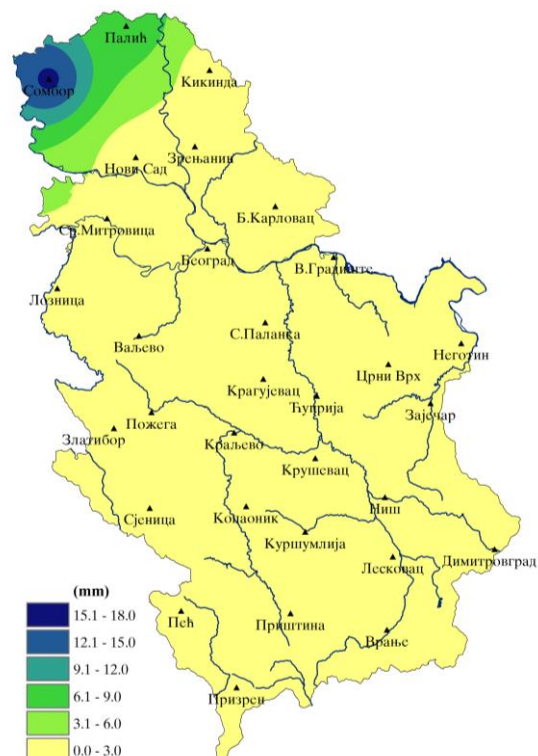 Палић
Сомбор
Кикинда
Зрењанин
Нови Сад
Б.Карловац
Ср.Митровица
Београд
В.Градиште
Лозница
С.Паланка
Ваљево
Неготин
Црни Врх
Крагујевац
Ћуприја
Зајечар
Пожега
Златибор
Краљево
Крушевац
Сјеница
Копаоник
Ниш
Куршумлија
Лесковац
Димитровград
Пећ
Приштина
Врање
Призрен
(mm)
15.1 - 18.0
12.1 - 15.0
9.1 - 12.0
6.1 - 9.0
3.1 - 6.0
0.0 - 3.0